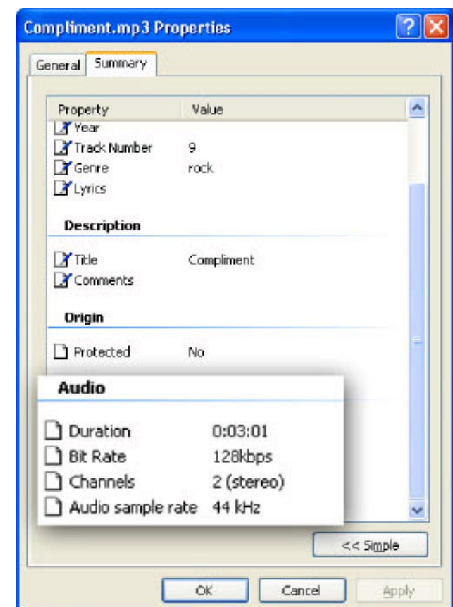 Compliment.mp3 Properties
General Summary
Property Value
Year
Track Number 9
Genre rock
Lyrics
Description
Title Compliment
Comments
Origin
Protected No
Audio
Duration 0:03:01
Bit Rate 128kbps
Channels 2 (stereo)
Audio sample rate 44 kHz
<< Simple
OK Cancel Apply